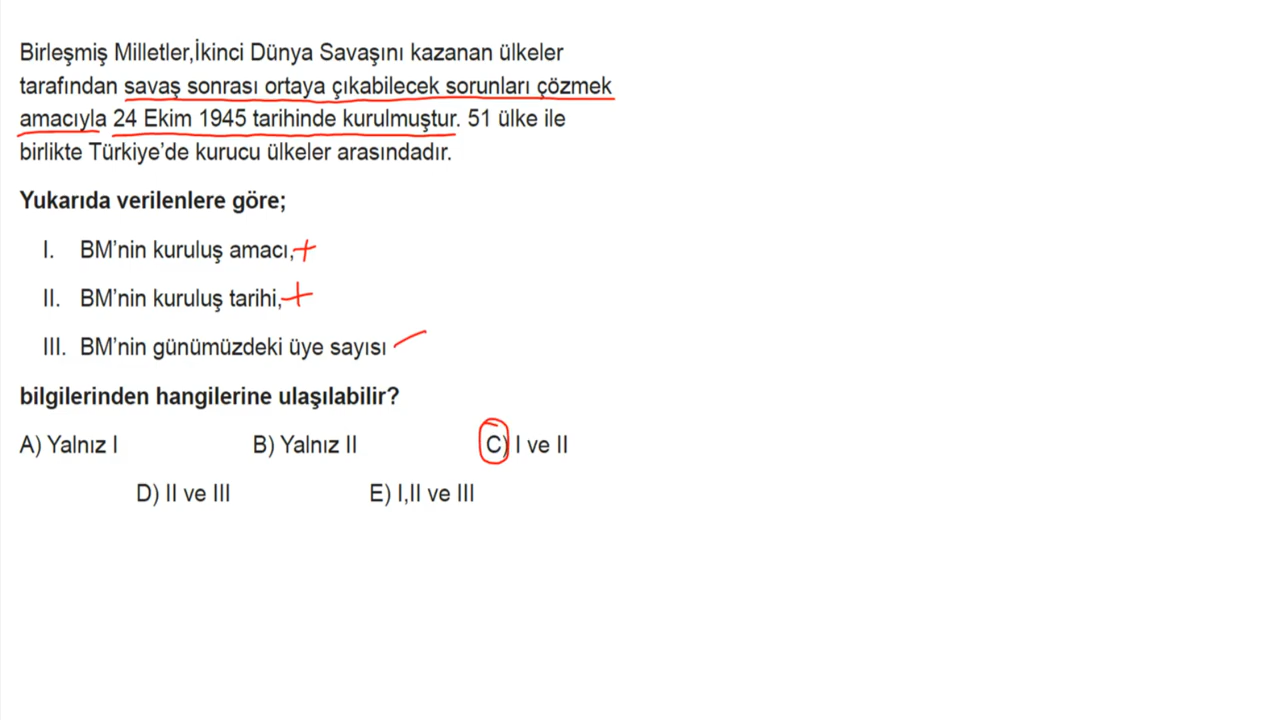 Birleşmiş Milletler,İkinci Dünya Savaşını kazanan ülkeler
tarafından savaş sonrası ortaya çıkabilecek sorunları çözmek
amacıyla 24 Ekim 1945 tarihinde kurulmuştur. 51 ülke ile
birlikte Türkiye’de kurucu ülkeler arasındadır.
Yukarıda verilenlere göre;
I. BM’nin kuruluş amacı,+
II. BM’nin kuruluş tarihi,+
III. BM’nin günümüzdeki üye sayısı -
bilgilerinden hangilerine ulaşılabilir?
A) Yalnız I B) Yalnız II C) I ve II
D) II ve III E) I,II ve III